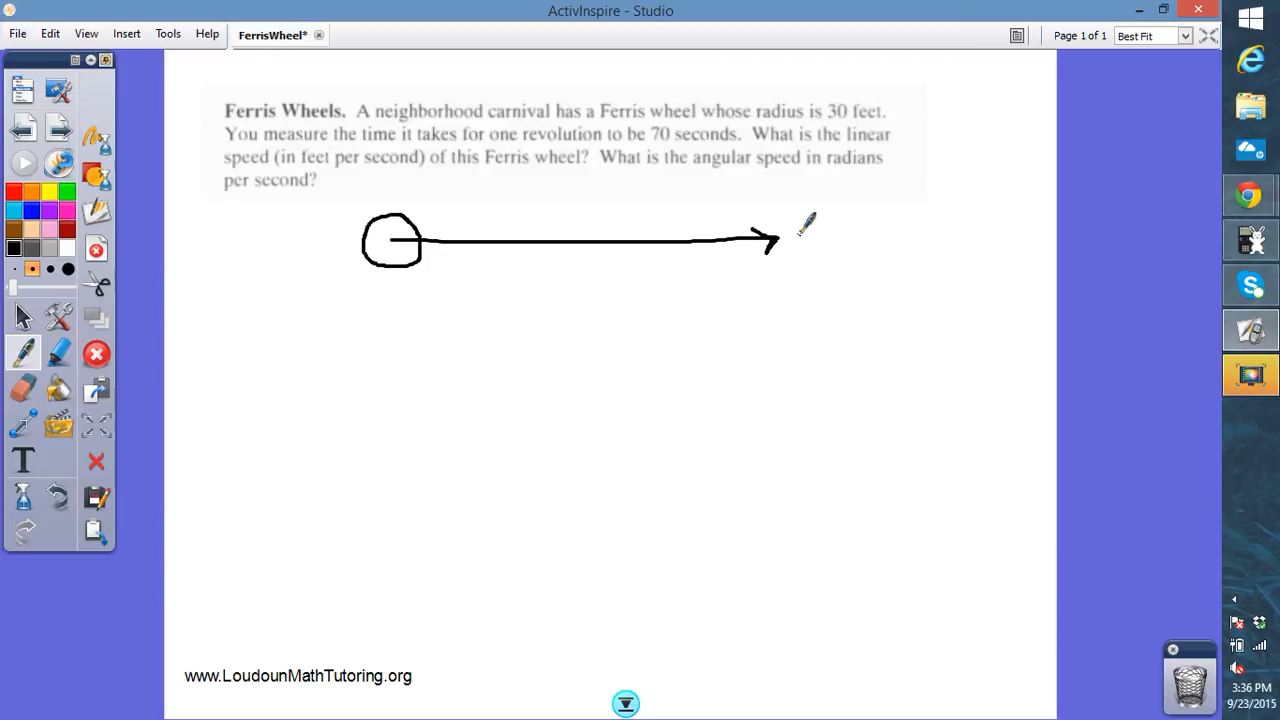 ActivInspire - Studio
File Edit View Insert Tools Help FerrisWheel* Page 1 of 1 Best Fit
Ferris Wheels. A neighborhood carnival has a Ferris wheel whose radius is 30 feet.
You measure the time it takes for one revolution to be 70 seconds. What is the linear
speed (in feet per second) of this Ferris wheel? What is the angular speed in radians
per second?
www.LoudounMathTutoring.org
3:36 PM
9/23/2015